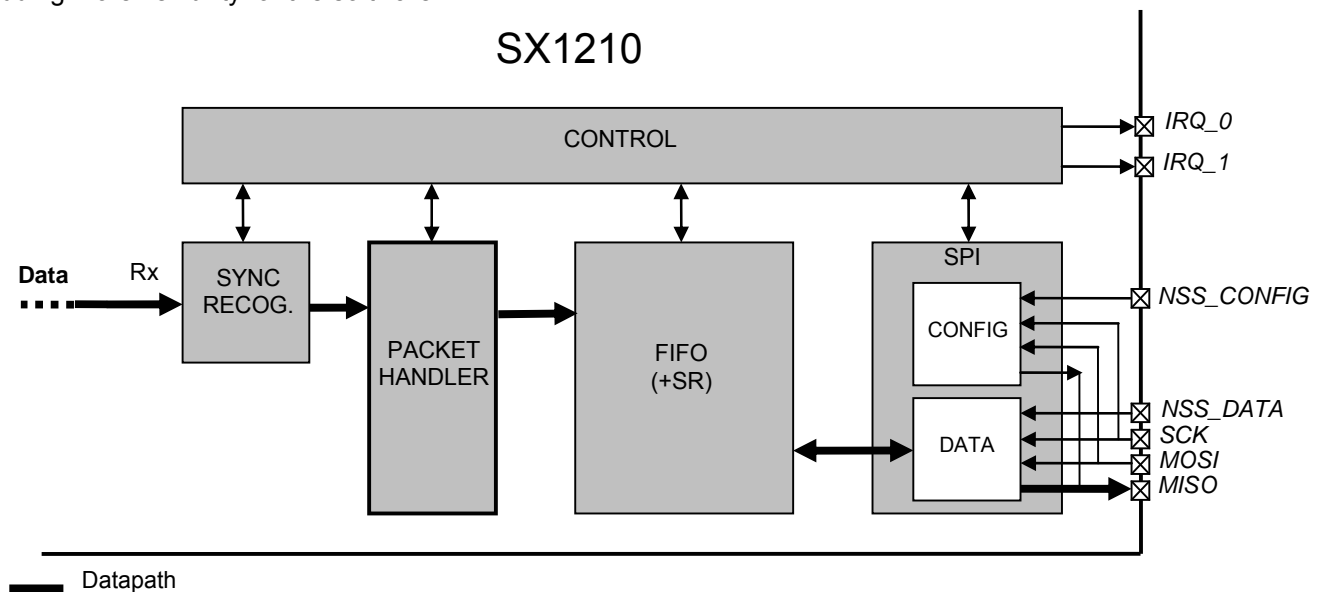 SX1210
CONTROL
IRQ_0
IRQ_1
Data
Rx
SYNC
RECOG.
PACKET
HANDLER
FIFO
(+SR)
SPI
CONFIG
DATA
NSS_CONFIG
NSS_DATA
SCK
MOSI
MISO
Datapath